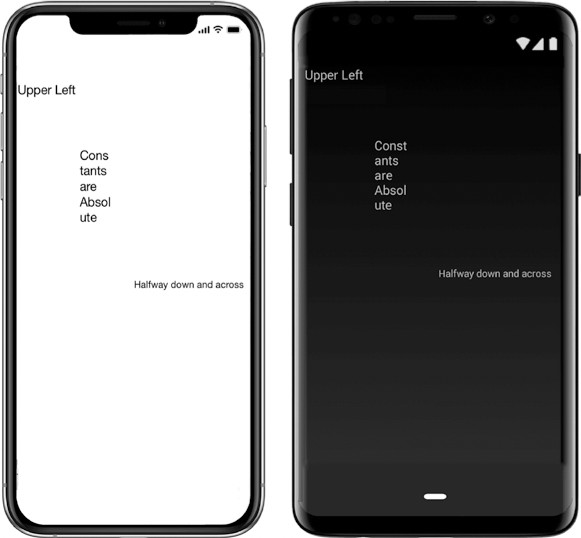 Upper Left
Cons
tants
are
Absol
ute
Halfway down and across
Upper Left
Const
ants
are
Absol
ute
Halfway down and across